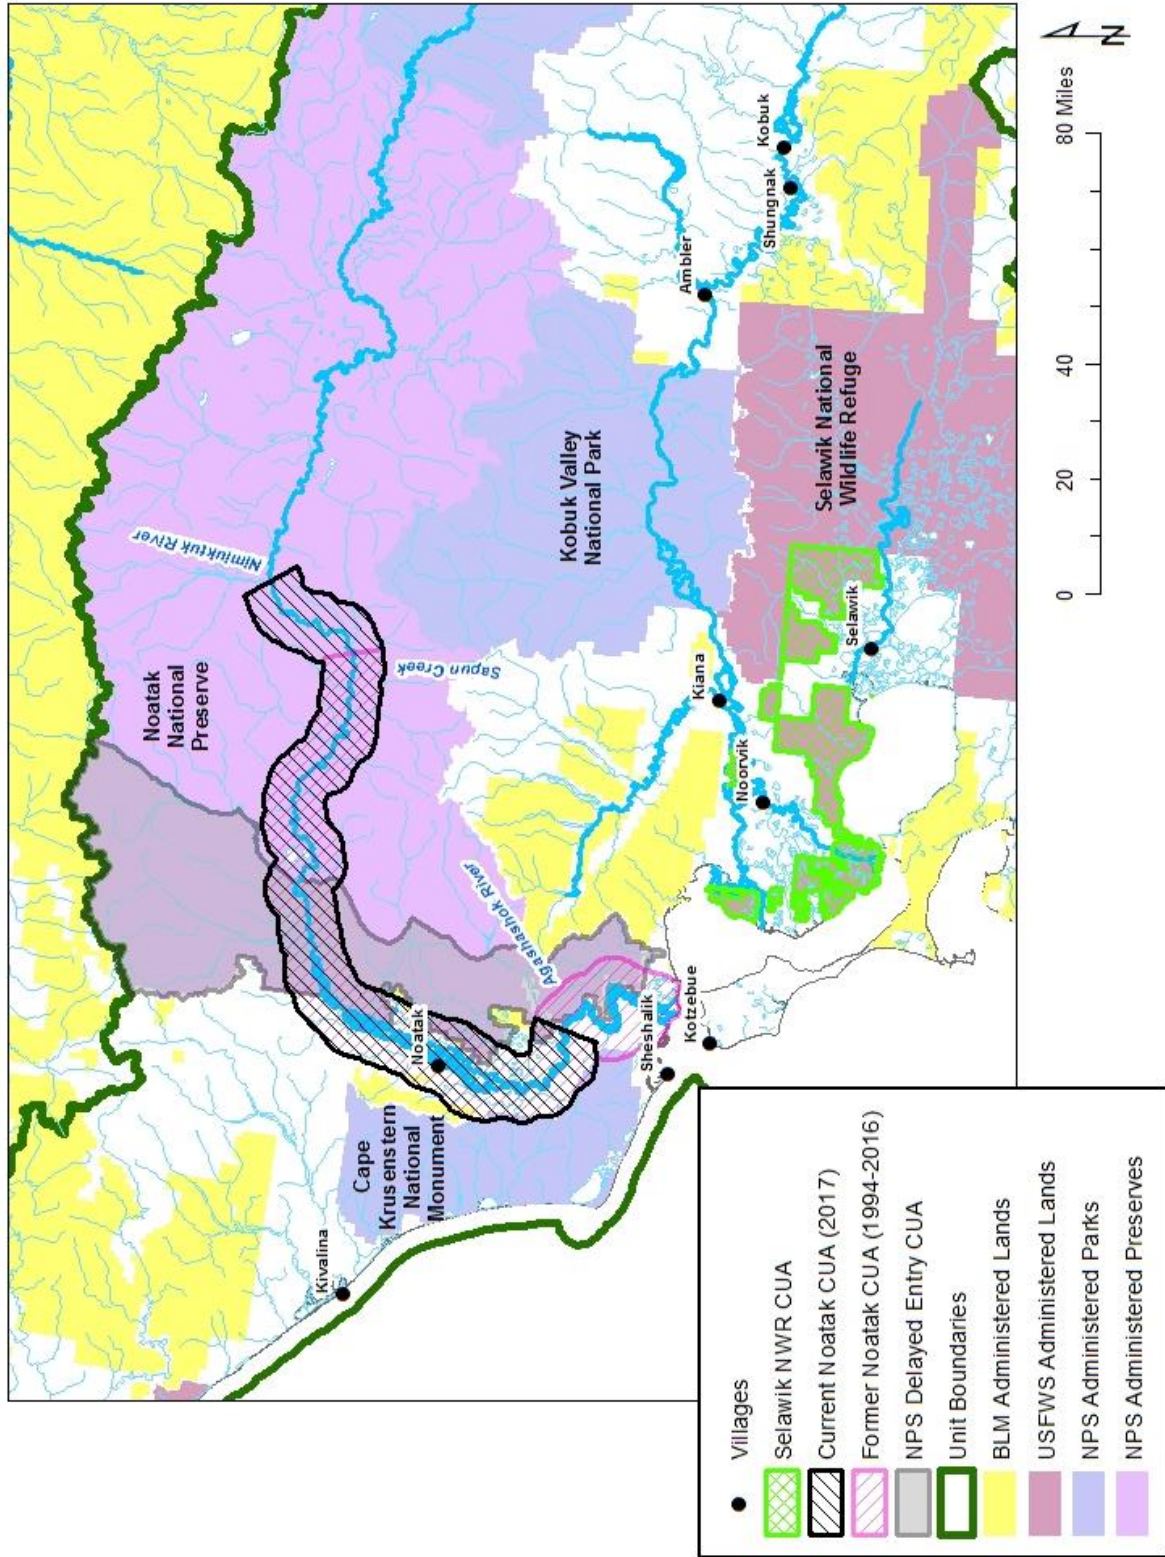 Nimiuktuk River
Noatak
National
Preserve
Sapun Creek
Kobuk Valley
National Park
Agashashok River
Kivalina
Cape
Krusenstern
National
Monument
Noatak
Sheshalik
Kotzebue
Noorvik
Kiana
Selawik
Selawik National
Wildlife Refuge
Ambler
Shungnak
Kobuk
Villages
Selawik NWR CUA
Current Noatak CUA (2017)
Former Noatak CUA (1994-2016)
NPS Delayed Entry CUA
Unit Boundaries
BLM Administered Lands
USFWS Administered Lands
NPS Administered Parks
NPS Administered Preserves
0 20 40 80 Miles
N